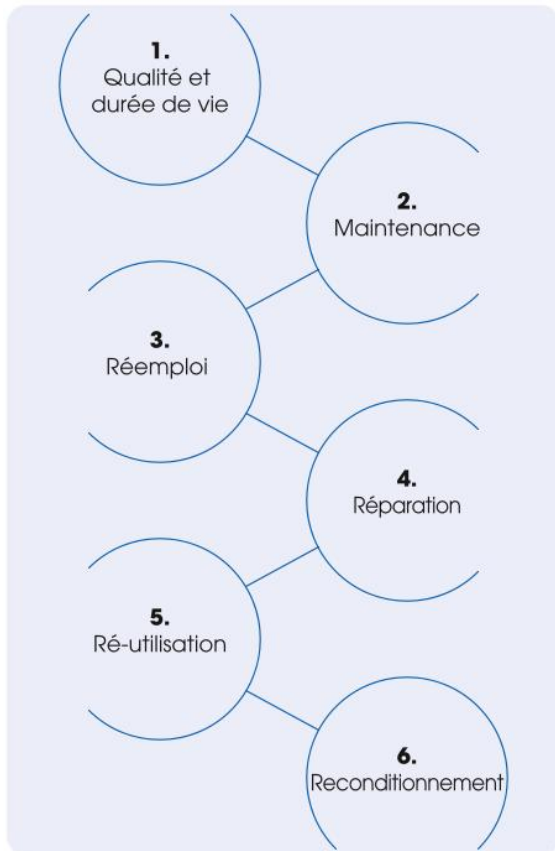 1.
Qualité et
durée de vie
2.
Maintenance
3.
Réemploi
4.
Réparation
5.
Ré-utilisation
6.
Reconditionnement